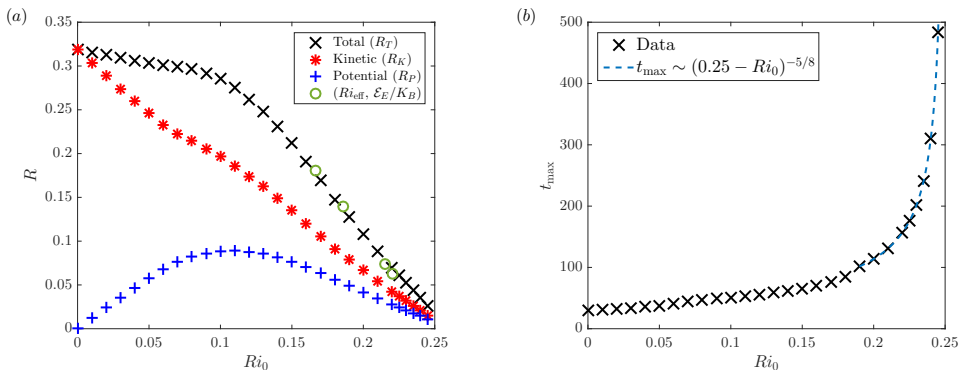 (a)
0.35
0.3
0.25
0.2
0.15
0.1
0.05
0
R
0
0.05
0.1
0.15
0.2
0.25
Ri₀
Total (R_T)
Kinetic (R_K)
Potential (R_P)
(Ri_eff, ℰ_E/K_B)
(b)
500
400
300
200
100
0
t_max
0
0.05
0.1
0.15
0.2
0.25
Ri₀
Data
t_max ∼ (0.25 − Ri₀)^{−5/8}